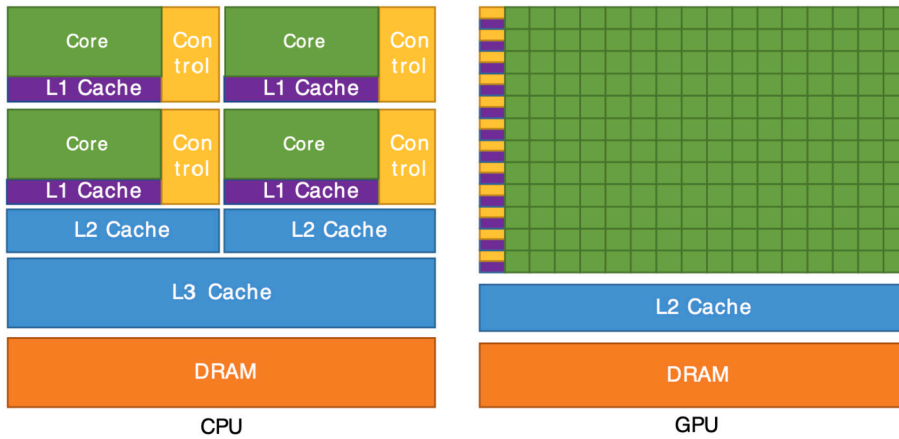 Core
Con
trol
L1 Cache
Core
Con
trol
L1 Cache
Core
Con
trol
L1 Cache
Core
Con
trol
L1 Cache
L2 Cache
L2 Cache
L3 Cache
DRAM
CPU
L2 Cache
DRAM
GPU